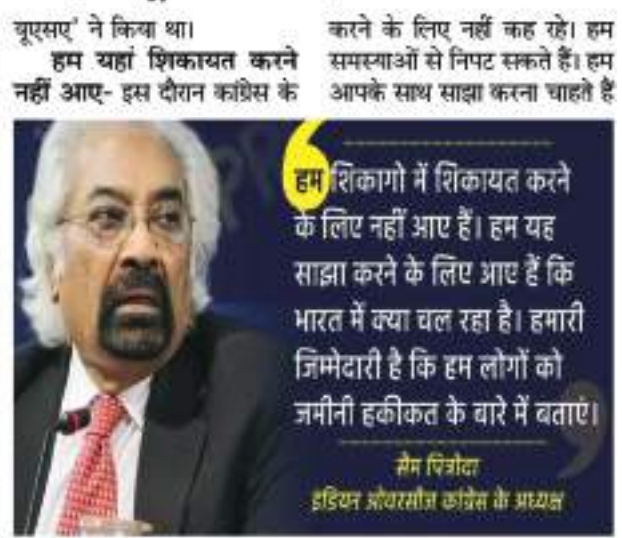 यूएसए' ने किया था।
हम यहां शिकायत करने
नहीं आए- इस दौरान कांग्रेस के
करने के लिए नहीं कह रहे। हम
समस्याओं से निपट सकते हैं। हम
आपके साथ साझा करना चाहते हैं
हम शिकागो में शिकायत करने
के लिए नहीं आए हैं। हम यह
साझा करने के लिए आए हैं कि
भारत में क्या चल रहा है। हमारी
जिम्मेदारी है कि हम लोगों को
जमीनी हकीकत के बारे में बताएं।
सैम पित्रोदा
इंडियन ओवरसीज कांग्रेस के अध्यक्ष